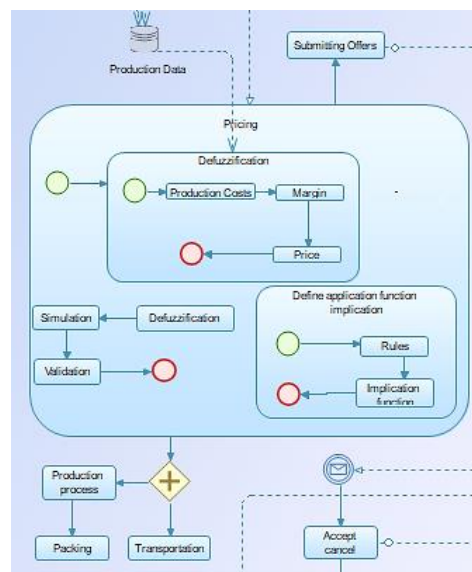 Submitting Offers
Production Data
Pricing
Defuzzification
Production Costs
Margin
Price
Define application function
implication
Simulation
Defuzzification
Rules
Validation
Implication
function
Production
process
Packing
Transportation
Accept
cancel